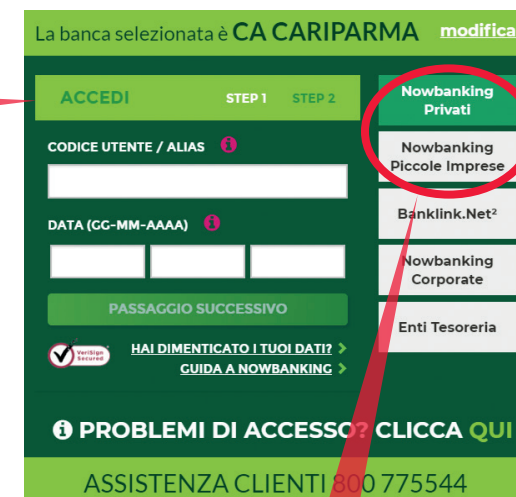 La banca selezionata è CA CARIPARMA modifica
ACCEDI STEP 1 STEP 2
CODICE UTENTE / ALIAS
DATA (GG-MM-AAAA)
PASSAGGIO SUCCESSIVO
VeriSign
Secured
HAI DIMENTICATO I TUOI DATI? >
GUIDA A NOWBANKING >
Nowbanking
Privati
Nowbanking
Piccole Imprese
Banklink.Net²
Nowbanking
Corporate
Enti Tesoreria
PROBLEMI DI ACCESSO? CLICCA QUI
ASSISTENZA CLIENTI 800 775544